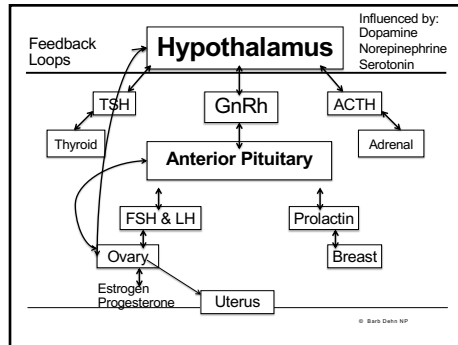 Feedback
Loops
Hypothalamus
Influenced by:
Dopamine
Norepinephrine
Serotonin
TSH
GnRh
ACTH
Thyroid
Adrenal
Anterior Pituitary
FSH & LH
Prolactin
Ovary
Breast
Estrogen
Progesterone
Uterus
© Barb Dehn NP